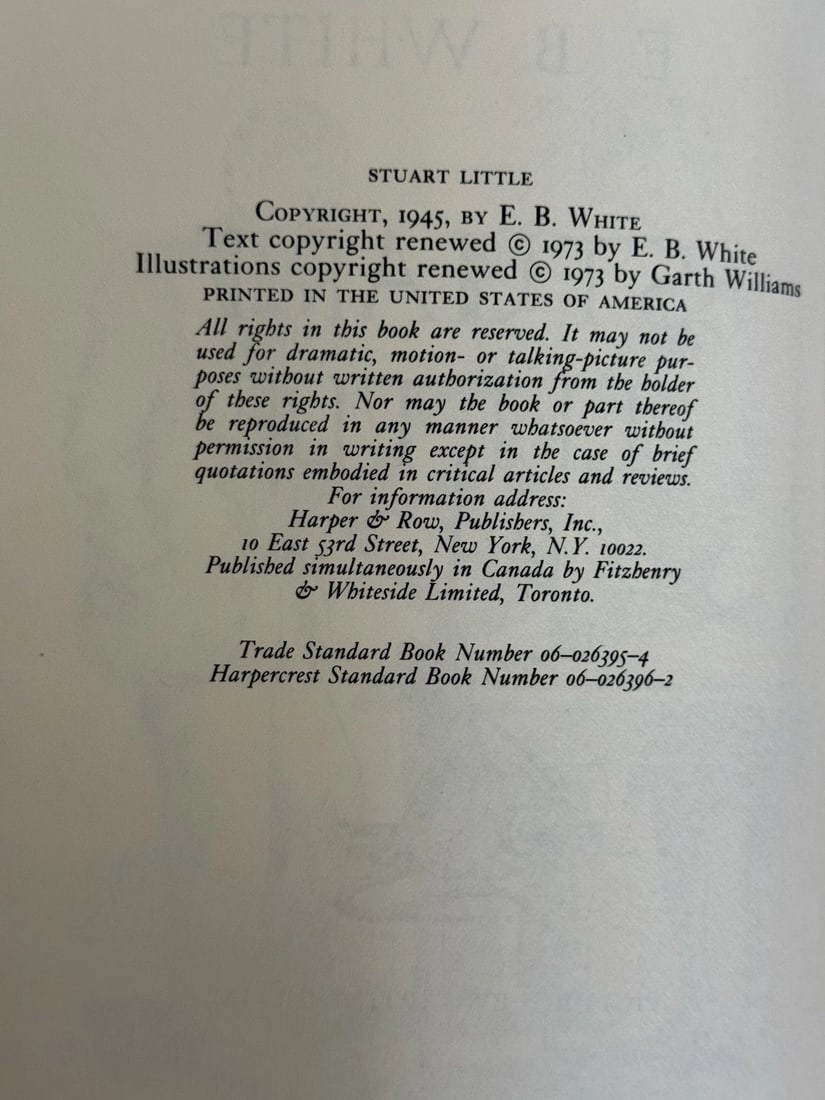 E. B. WHITE
STUART LITTLE
COPYRIGHT, 1945, BY E. B. WHITE
Text copyright renewed © 1973 by E. B. White
Illustrations copyright renewed © 1973 by Garth Williams
PRINTED IN THE UNITED STATES OF AMERICA
All rights in this book are reserved. It may not be
used for dramatic, motion- or talking-picture pur-
poses without written authorization from the holder
of these rights. Nor may the book or part thereof
be reproduced in any manner whatsoever without
permission in writing except in the case of brief
quotations embodied in critical articles and reviews.
For information address:
Harper & Row, Publishers, Inc.,
10 East 53rd Street, New York, N.Y. 10022.
Published simultaneously in Canada by Fitzhenry
& Whiteside Limited, Toronto.
Trade Standard Book Number 06–026395–4
Harpercrest Standard Book Number 06–026396–2